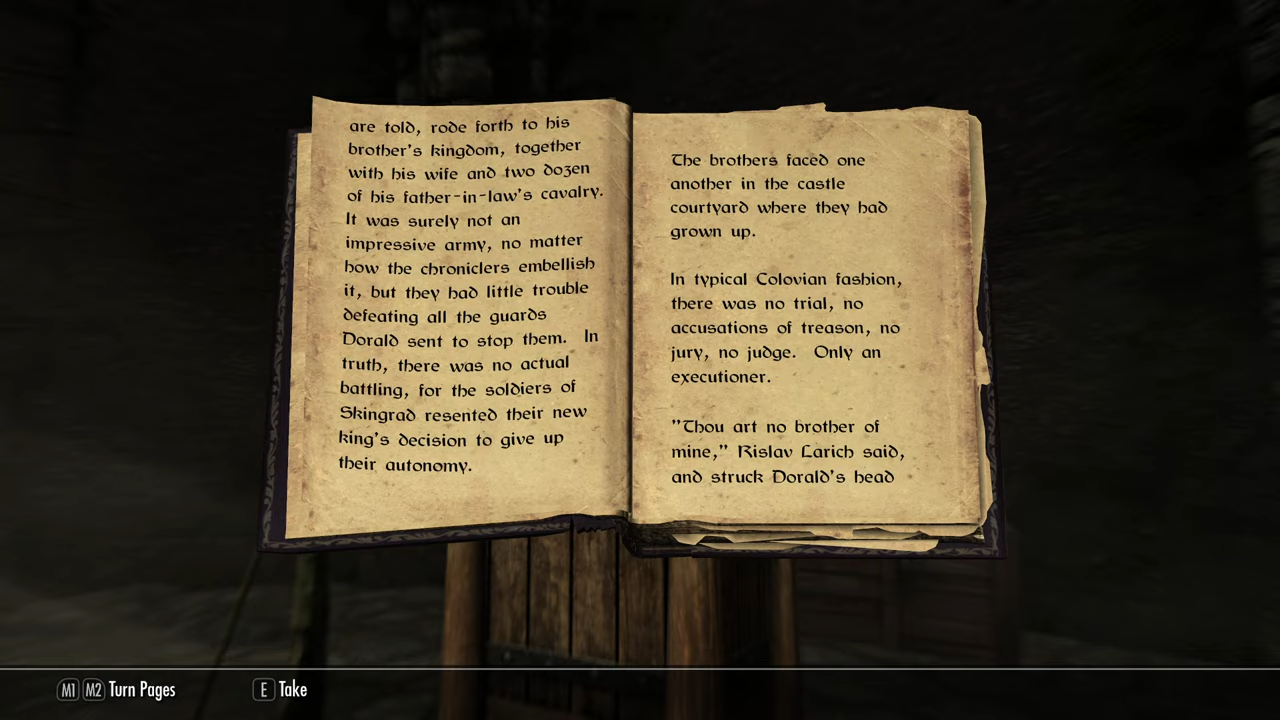 are told, rode forth to his
brother's kingdom, together
with his wife and two dozen
of his father-in-law's cavalry.
It was surely not an
impressive army, no matter
how the chroniclers embellish
it, but they had little trouble
defeating all the guards
Dorald sent to stop them.  In
truth, there was no actual
battling, for the soldiers of
Skingrad resented their new
king's decision to give up
their autonomy.
The brothers faced one
another in the castle
courtyard where they had
grown up.
In typical Colovian fashion,
there was no trial, no
accusations of treason, no
jury, no judge.  Only an
executioner.
"Thou art no brother of
mine," Rislav Larich said,
and struck Dorald's head
M1 M2 Turn Pages
E Take